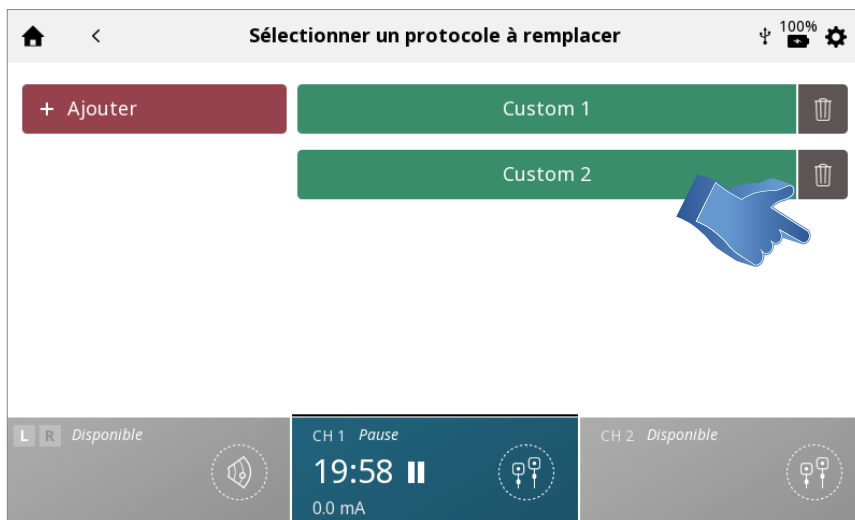 Sélectionner un protocole à remplacer
100%
+ Ajouter
Custom 1
Custom 2
L R Disponible
CH 1 Pause
19:58
0.0 mA
CH 2 Disponible